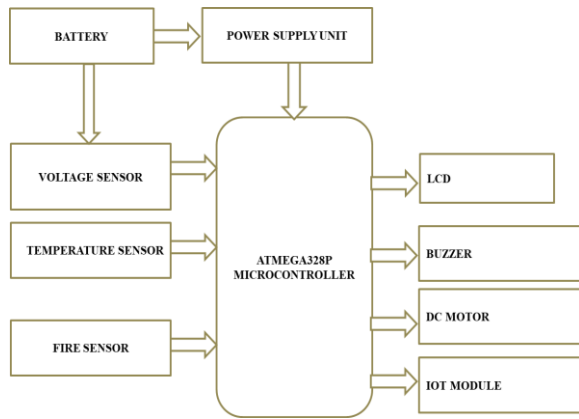 BATTERY
POWER SUPPLY UNIT
VOLTAGE SENSOR
TEMPERATURE SENSOR
FIRE SENSOR
ATMEGA328P
MICROCONTROLLER
LCD
BUZZER
DC MOTOR
IOT MODULE